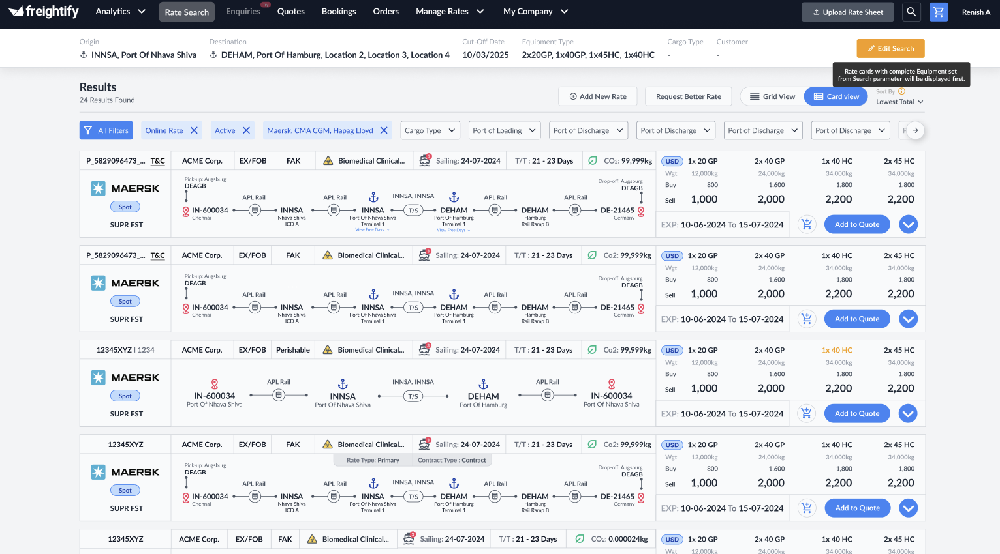 freightify Analytics Rate Search Enquiries Try Quotes Bookings Orders Manage Rates My Company Upload Rate Sheet Renish A
Origin Destination Cut-Off Date Equipment Type Cargo Type Customer
INNSA, Port Of Nhava Shiva DEHAM, Port Of Hamburg, Location 2, Location 3, Location 4 10/03/2025 2x20GP, 1x40GP, 1x45HC, 1x40HC - - Edit Search
Rate cards with complete Equipment set
from Search parameter will be displayed first.
Results
24 Results Found
Add New Rate Request Better Rate Grid View Card view Sort By
Lowest Total
All Filters Online Rate Active Maersk, CMA CGM, Hapag Lloyd Cargo Type Port of Loading Port of Discharge Port of Discharge Port of Discharge Port of Discharge
P_5829096473_... T&C ACME Corp. EX/FOB FAK Biomedical Clinical... 3 Sailing: 24-07-2024 T/T : 21 - 23 Days CO₂: 99,999kg USD 1x 20 GP 2x 40 GP 1x 40 HC 2x 45 HC
Wgt 12,000kg 24,000kg 34,000kg 34,000kg
Pick-up: Augsburg Drop-off: Augsburg
DEAGB DEAGB
Buy 800 1,600 1,800 1,800
MAERSK
APL Rail APL Rail INNSA, INNSA APL Rail APL Rail
Sell 1,000 2,000 2,200 2,200
Spot
IN-600034 INNSA INNSA T/S DEHAM DEHAM DE-21465
Chennai Nhava Shiva Port Of Nhava Shiva Port Of Hamburg Hamburg Germany
ICD A Terminal 1 Terminal 1 Rail Ramp B
View Free Days View Free Days
SUPR FST
EXP: 10-06-2024 To 15-07-2024 Add to Quote
P_5829096473_... T&C ACME Corp. EX/FOB FAK Biomedical Clinical... 3 Sailing: 24-07-2024 T/T : 21 - 23 Days Co2: 99,999kg USD 1x 20 GP 2x 40 GP 1x 40 HC 2x 45 HC
Wgt 12,000kg 24,000kg 34,000kg 34,000kg
Pick-up: Augsburg Drop-off: Augsburg
DEAGB DEAGB
Buy 800 1,600 1,800 1,800
MAERSK
APL Rail APL Rail INNSA, INNSA APL Rail APL Rail
Sell 1,000 2,000 2,200 2,200
Spot
IN-600034 INNSA INNSA T/S DEHAM DEHAM DE-21465
Chennai Nhava Shiva Port Of Nhava Shiva Port Of Hamburg Hamburg Germany
ICD A Terminal 1 Terminal 1 Rail Ramp B
SUPR FST
EXP: 10-06-2024 To 15-07-2024 Add to Quote
12345XYZ I 1234 ACME Corp. EX/FOB Perishable Biomedical Clinical... 3 Sailing: 24-07-2024 T/T : 21 - 23 Days Co2: 99,999kg USD 1x 20 GP 2x 40 GP 1x 40 HC 2x 45 HC
Wgt 12,000kg 24,000kg 34,000kg 34,000kg
Buy 800 1,600 1,800 1,800
MAERSK
APL Rail INNSA, INNSA APL Rail
Sell 1,000 2,000 2,200 2,200
Spot
IN-600034 INNSA T/S DEHAM IN-600034
Port Of Nhava Shiva Port Of Nhava Shiva Port Of Hamburg Port Of Nhava Shiva
SUPR FST
EXP: 10-06-2024 To 15-07-2024 Add to Quote
12345XYZ ACME Corp. EX/FOB FAK Biomedical Clinical... 3 Sailing: 24-07-2024 T/T : 21 - 23 Days Co2: 99,999kg USD 1x 20 GP 2x 40 GP 1x 40 HC 2x 45 HC
Rate Type: Primary Contract Type : Contract
Wgt 12,000kg 24,000kg 34,000kg 34,000kg
Pick-up: Augsburg Drop-off: Augsburg
DEAGB DEAGB
Buy 800 1,600 1,800 1,800
MAERSK
APL Rail APL Rail INNSA, INNSA APL Rail APL Rail
Sell 1,000 2,000 2,200 2,200
Spot
IN-600034 INNSA INNSA T/S DEHAM DEHAM DE-21465
Chennai Nhava Shiva Port Of Nhava Shiva Port Of Hamburg Hamburg Germany
ICD A Terminal 1 Terminal 1 Rail Ramp B
SUPR FST
EXP: 10-06-2024 To 15-07-2024 Add to Quote
12345XYZ ACME Corp. EX/FOB FAK Biomedical Clinical... 3 Sailing: 24-07-2024 T/T : 21 - 23 Days CO₂: 0.000024kg USD 1x 20 GP 2x 40 GP 1x 40 HC 2x 45 HC
Wgt 12,000kg 24,000kg 34,000kg 34,000kg